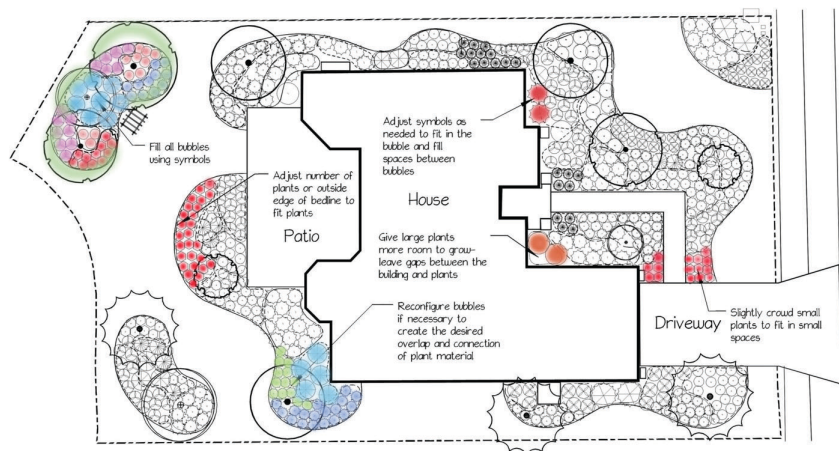 Fill all bubbles
using symbols
Adjust number of
plants or outside
edge of bedline to
fit plants
Patio
Adjust symbols as
needed to fit in the
bubble and fill
spaces between
bubbles
House
Give large plants
more room to grow-
leave gaps between the
building and plants
Reconfigure bubbles
if necessary to
create the desired
overlap and connection
of plant material
Driveway
Slightly crowd small
plants to fit in small
spaces